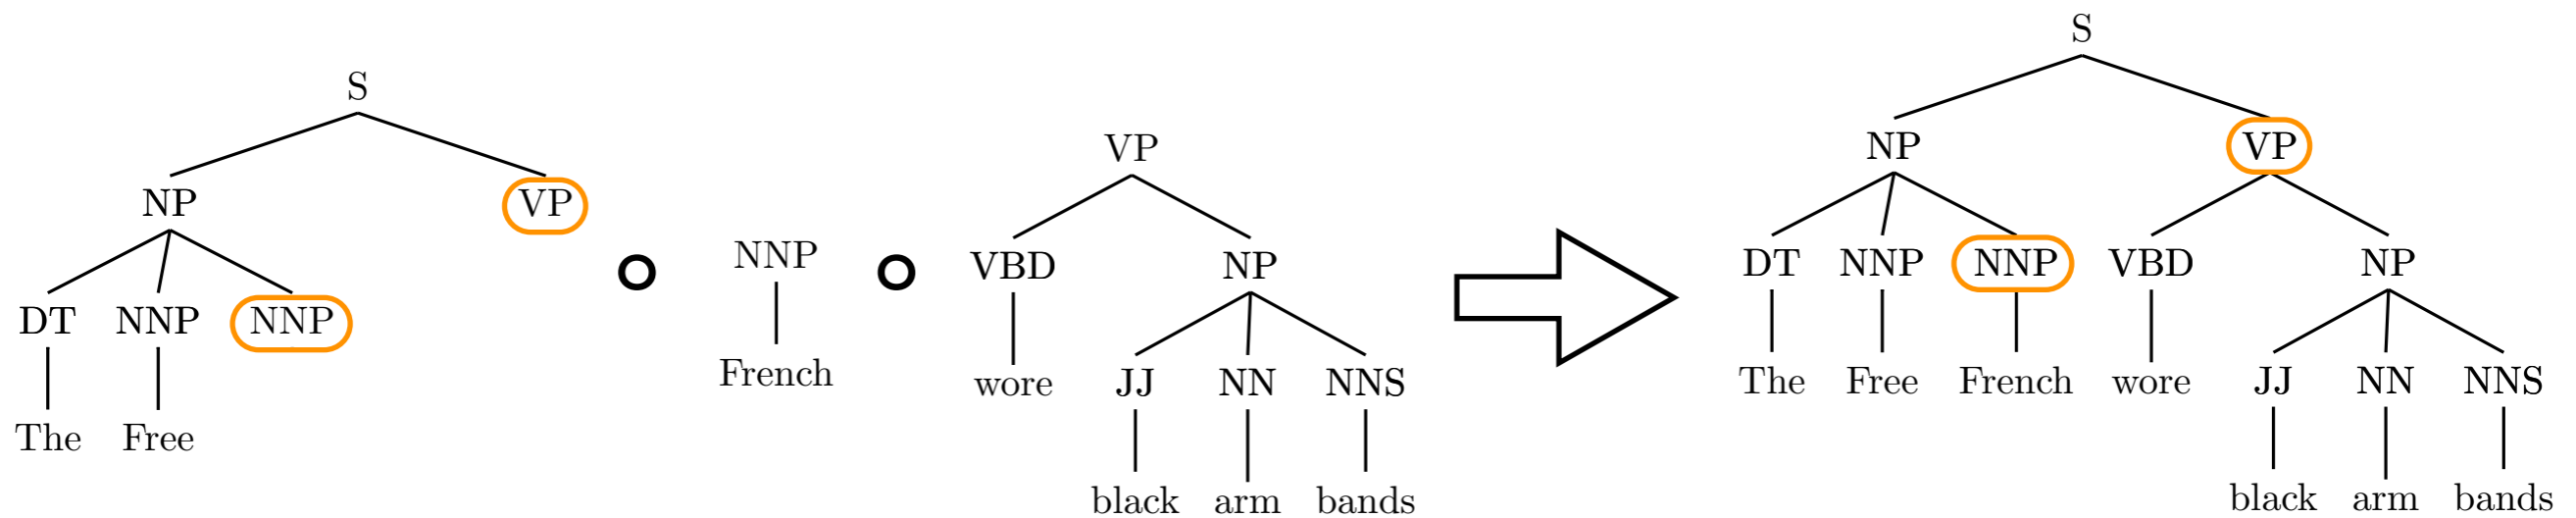 S
NP VP
DT NNP NNP
The Free
NNP
French
VP
VBD NP
wore JJ NN NNS
black arm bands
S
NP VP
DT NNP NNP VBD NP
The Free French wore JJ NN NNS
black arm bands